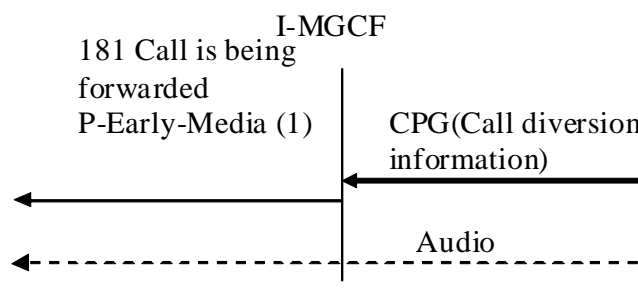 I-MGCF
181 Call is being
forwarded
P-Early-Media (1)
CPG(Call diversion
information)
Audio